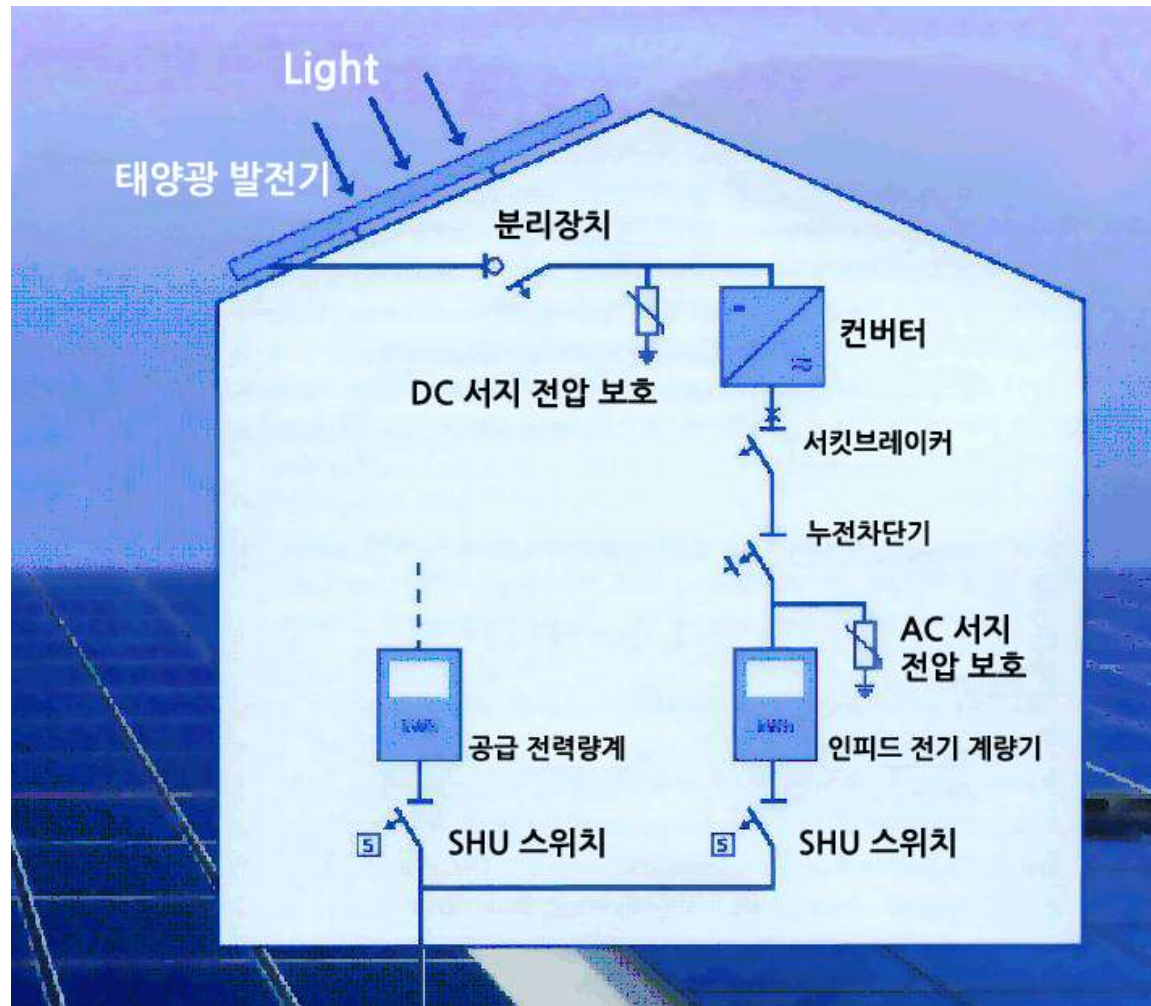 Light
태양광 발전기
분리장치
컨버터
DC 서지 전압 보호
서킷브레이커
누전차단기
AC 서지
전압 보호
kWh
kWh
공급 전력량계
인피드 전기 계량기
S
SHU 스위치
S
SHU 스위치